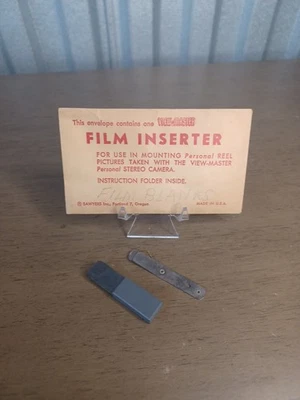 This envelope contains one VIEW-MASTER
FILM INSERTER
FOR USE IN MOUNTING Personal REEL
PICTURES TAKEN WITH THE VIEW-MASTER
Personal STEREO CAMERA.
INSTRUCTION FOLDER INSIDE.
© SAWYERS Inc., Portland 7, Oregon
MADE IN U.S.A.